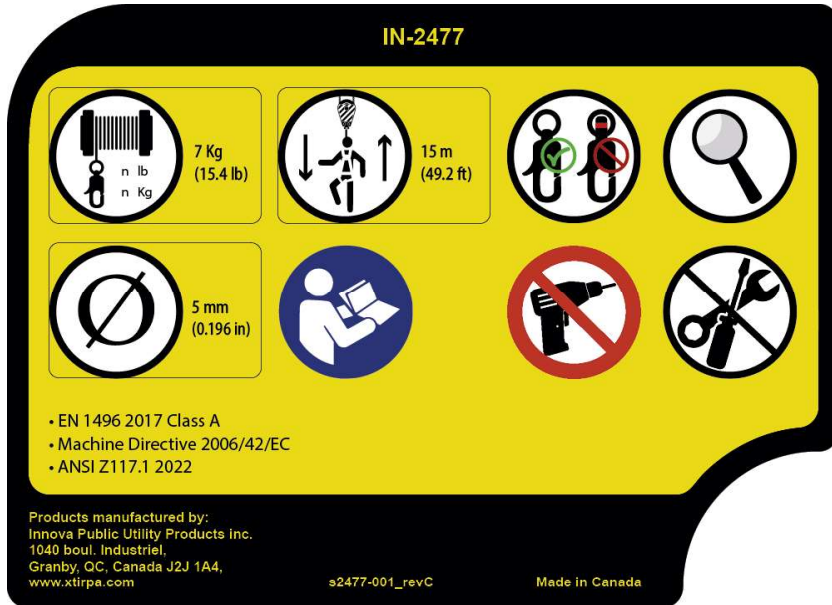 IN-2477
n lb
n Kg
7 Kg
(15.4 lb)
15 m
(49.2 ft)
5 mm
(0.196 in)
• EN 1496 2017 Class A
• Machine Directive 2006/42/EC
• ANSI Z117.1 2022
Products manufactured by:
Innova Public Utility Products inc.
1040 boul. Industriel,
Granby, QC, Canada J2J 1A4,
www.xtirpa.com
s2477-001_revC
Made in Canada